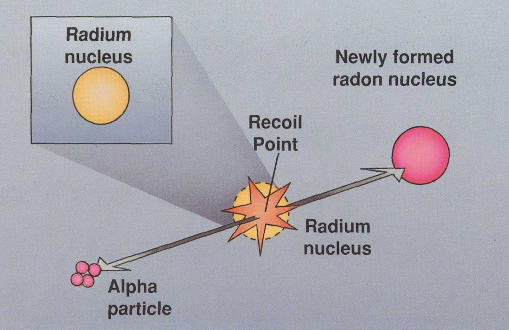 Radium
nucleus
Newly formed
radon nucleus
Recoil
Point
Radium
nucleus
Alpha
particle